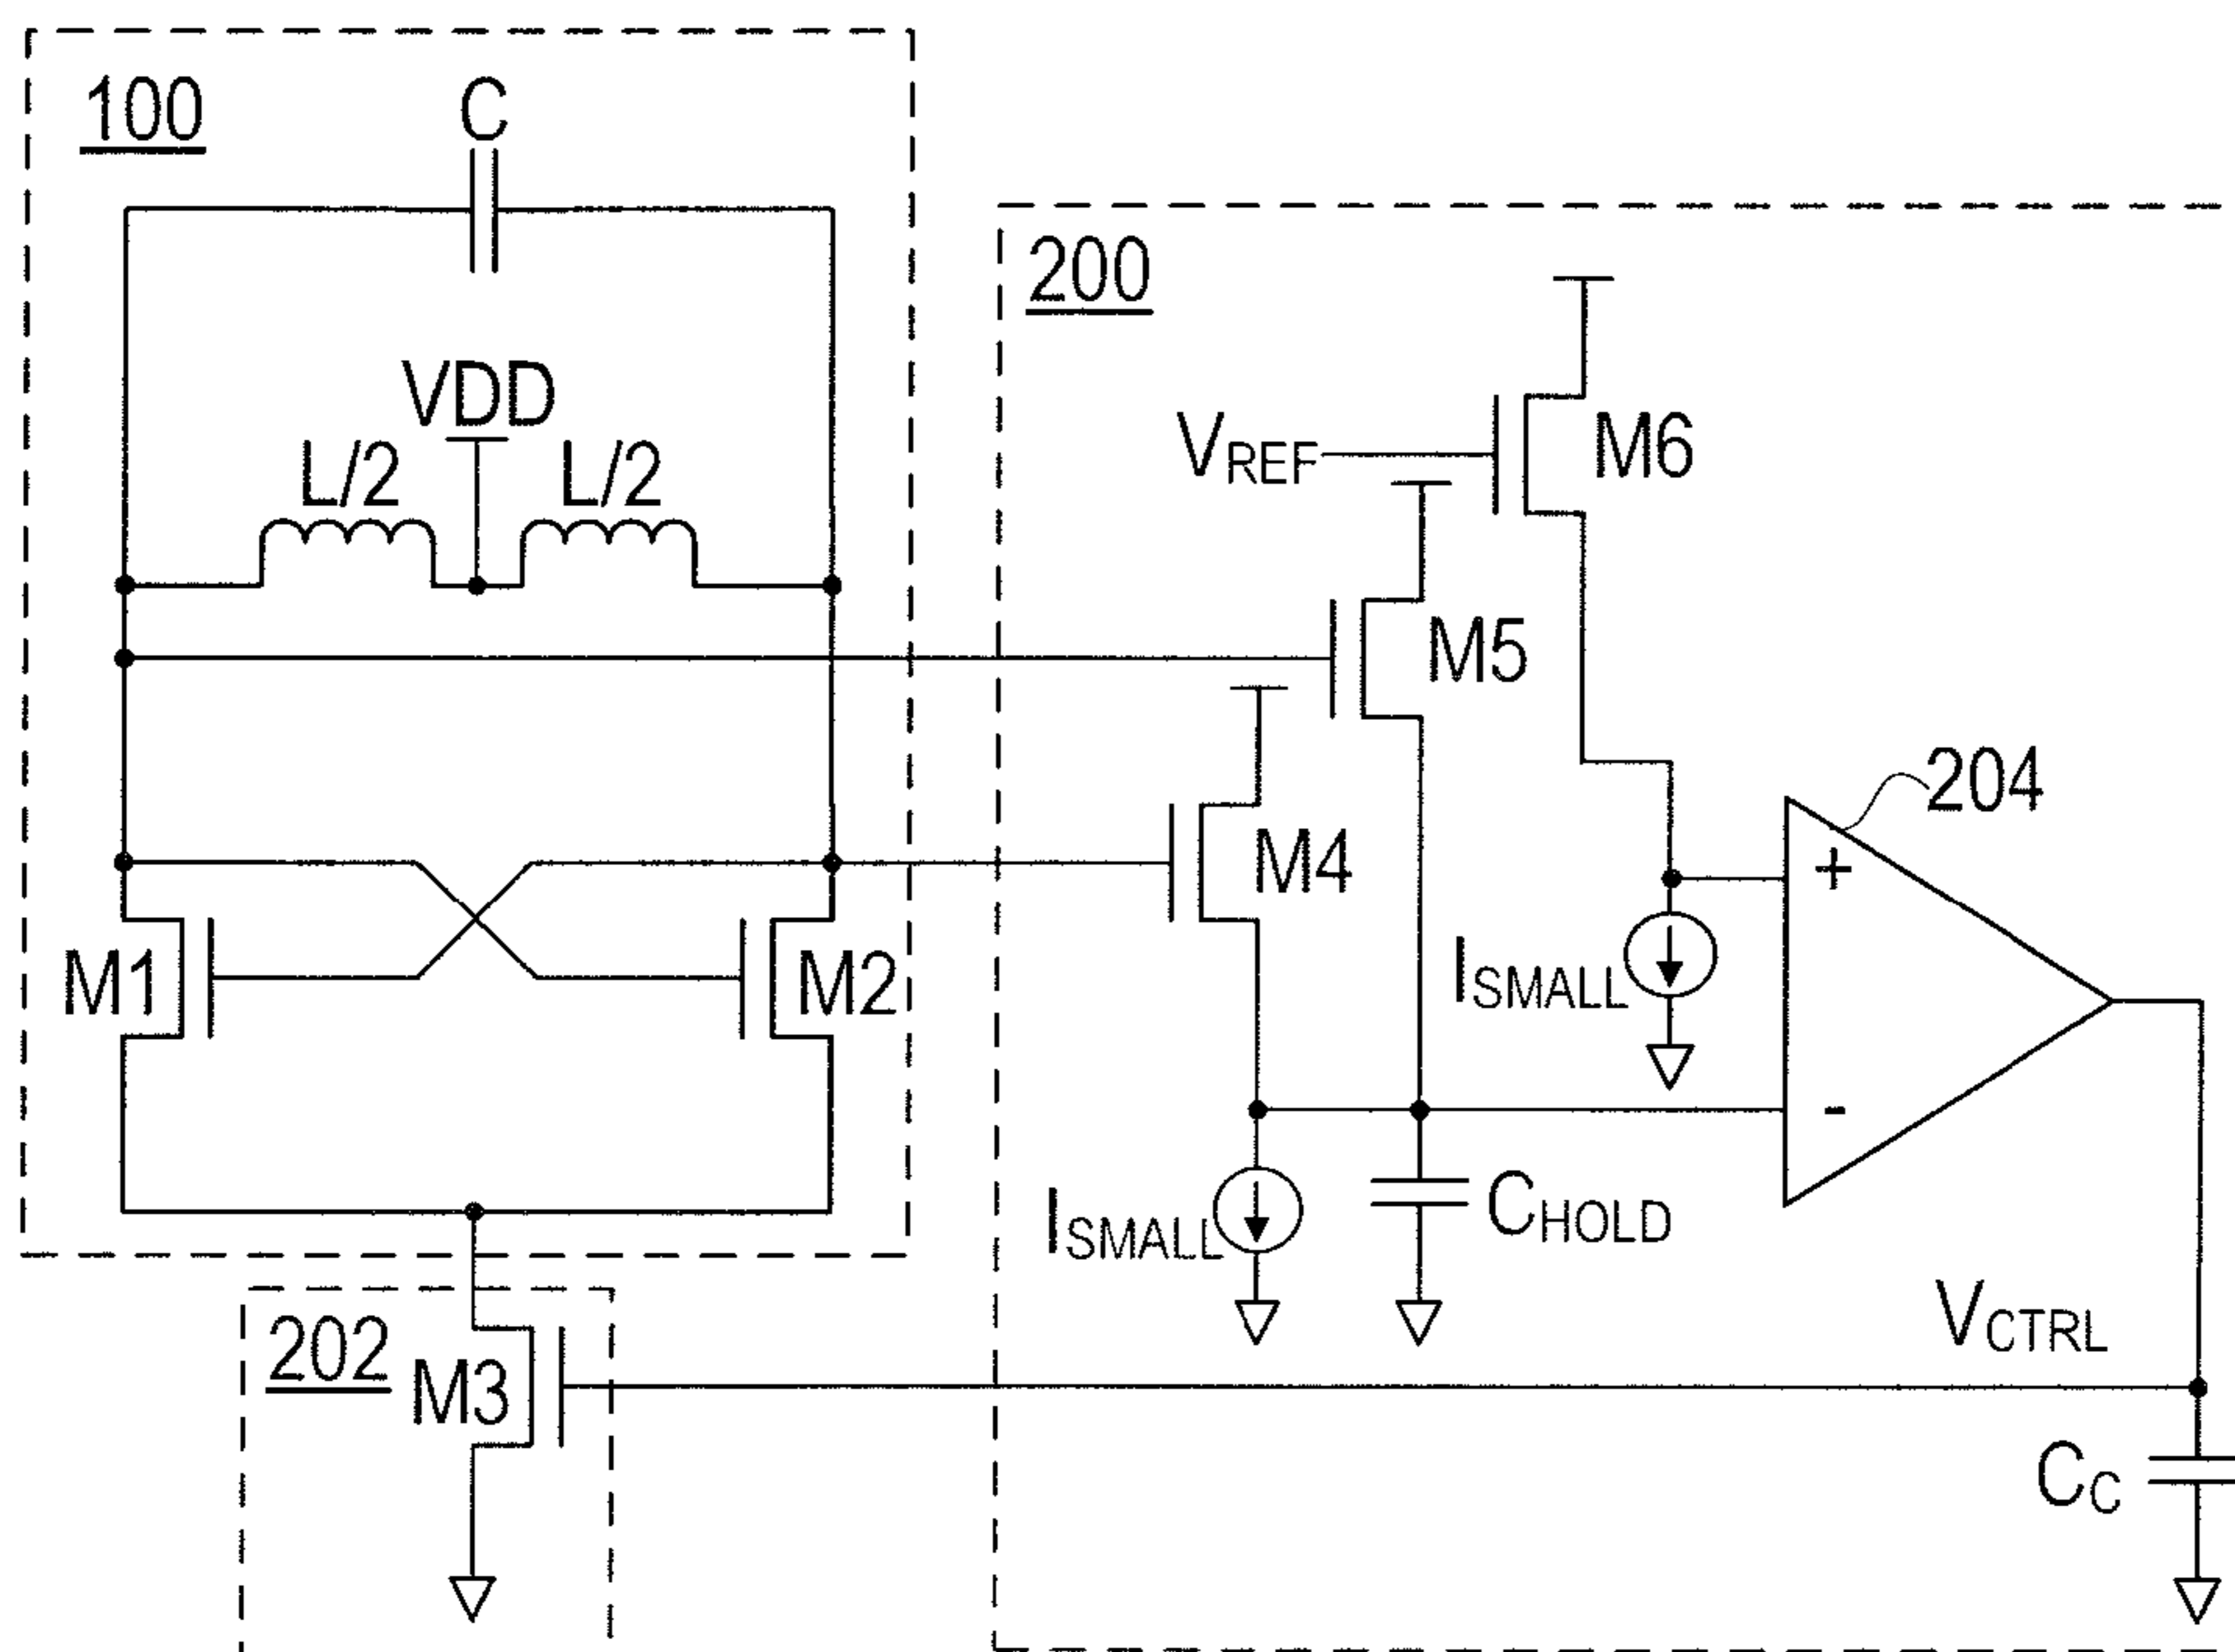 100
C
200
VDD
L/2 L/2
VREF
M6
M5
204
M4
+
M1
M2
ISMALL
-
ISMALL
CHOLD
VCTRL
202
M3
CC